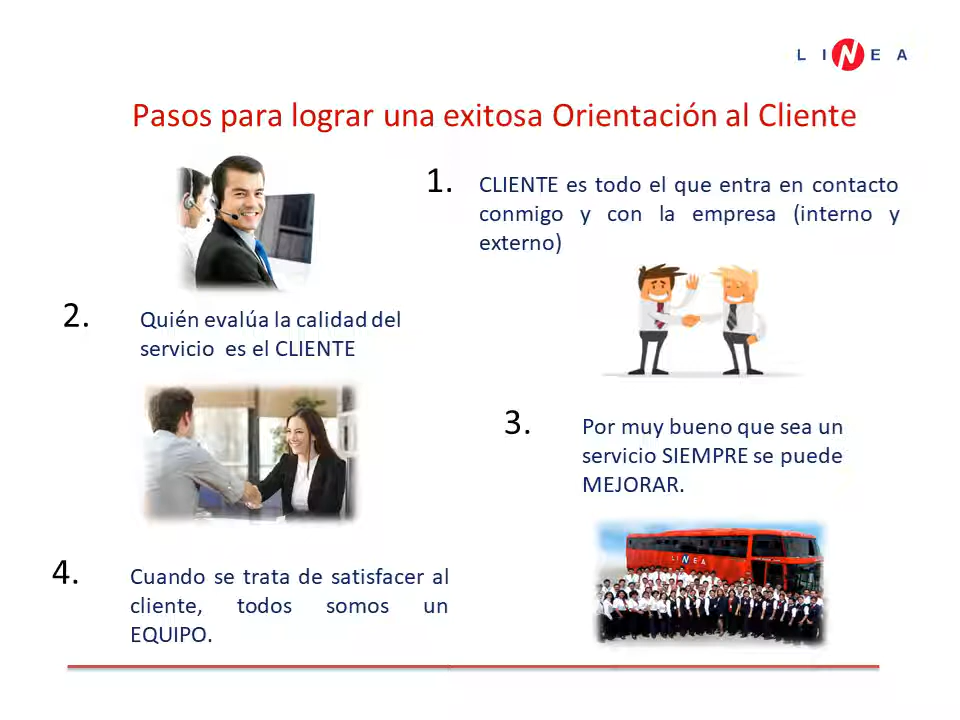 LINEA
Pasos para lograr una exitosa Orientación al Cliente
1. CLIENTE es todo el que entra en contacto
conmigo y con la empresa (interno y
externo)
2. Quién evalúa la calidad del
servicio es el CLIENTE
3. Por muy bueno que sea un
servicio SIEMPRE se puede
MEJORAR.
LINEA
4. Cuando se trata de satisfacer al
cliente, todos somos un
EQUIPO.